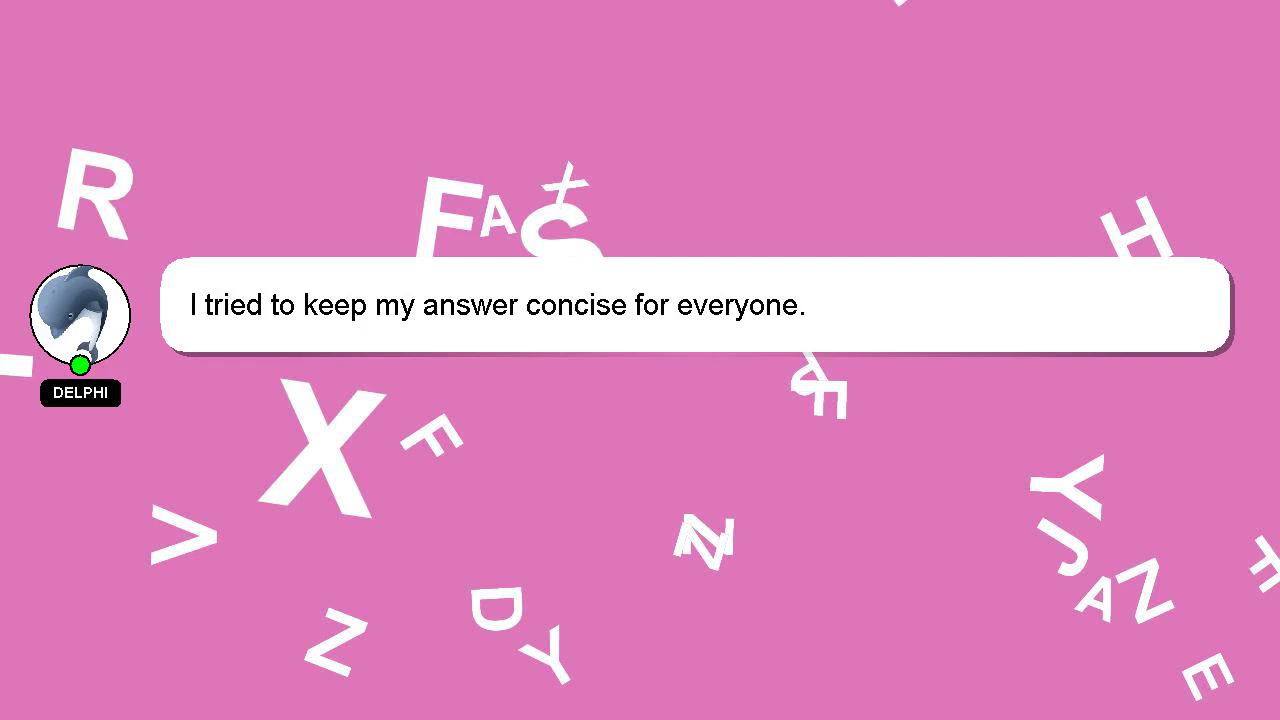 R
F
A
X
S
H
I tried to keep my answer concise for everyone.
DELPHI
F
X
F
Y
V
N
Z
J
A
Z
F
D
Z
Y
E